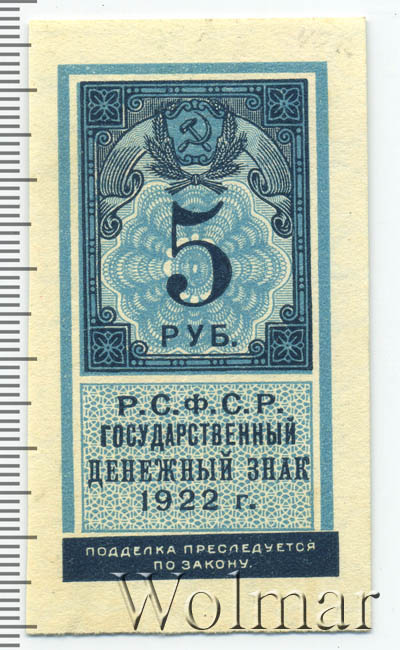 5
РУБ.
Р.С.Ф.С.Р.
ГОСУДАРСТВЕННЫЙ
ДЕНЕЖНЫЙ ЗНАК
1922 г.
ПОДДЕЛКА ПРЕСЛЕДУЕТСЯ
ПО ЗАКОНУ.
Wolmar